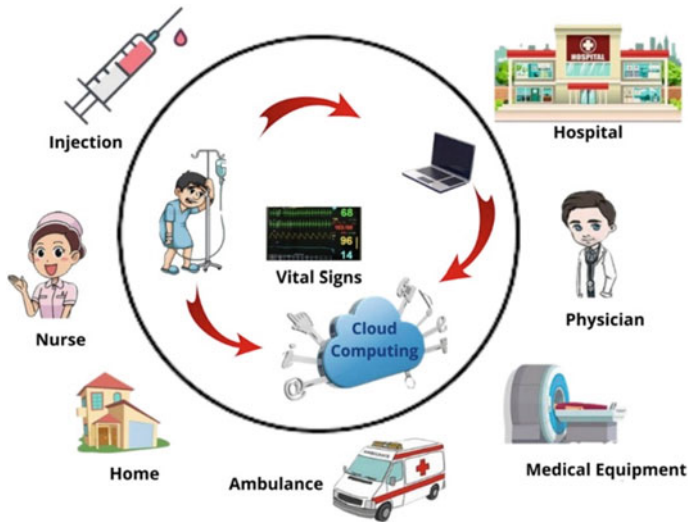 HOSPITAL
Injection
Hospital
68
96
14
Vital Signs
Nurse
Physician
Cloud
Computing
Home
Ambulance
Medical Equipment